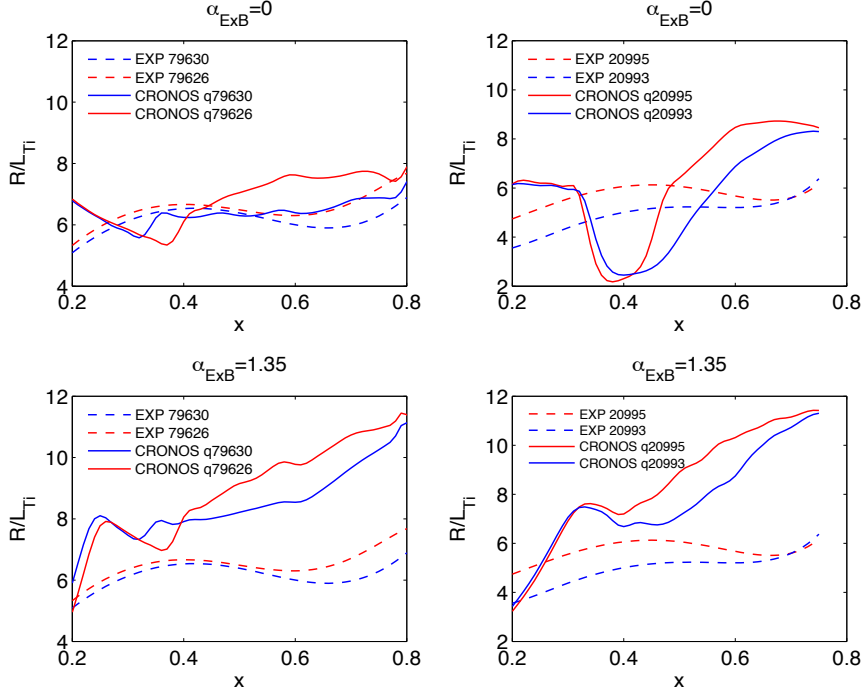 α_ExB=0
EXP 79630
EXP 79626
CRONOS q79630
CRONOS q79626
12
10
8
6
4
R/L_Ti
0.2 0.4 0.6 0.8
x
α_ExB=0
EXP 20995
EXP 20993
CRONOS q20995
CRONOS q20993
12
10
8
6
4
2
R/L_Ti
0.2 0.4 0.6 0.8
x
α_ExB=1.35
EXP 79630
EXP 79626
CRONOS q79630
CRONOS q79626
12
10
8
6
4
R/L_Ti
0.2 0.4 0.6 0.8
x
α_ExB=1.35
EXP 20995
EXP 20993
CRONOS q20995
CRONOS q20993
12
10
8
6
4
2
R/L_Ti
0.2 0.4 0.6 0.8
x